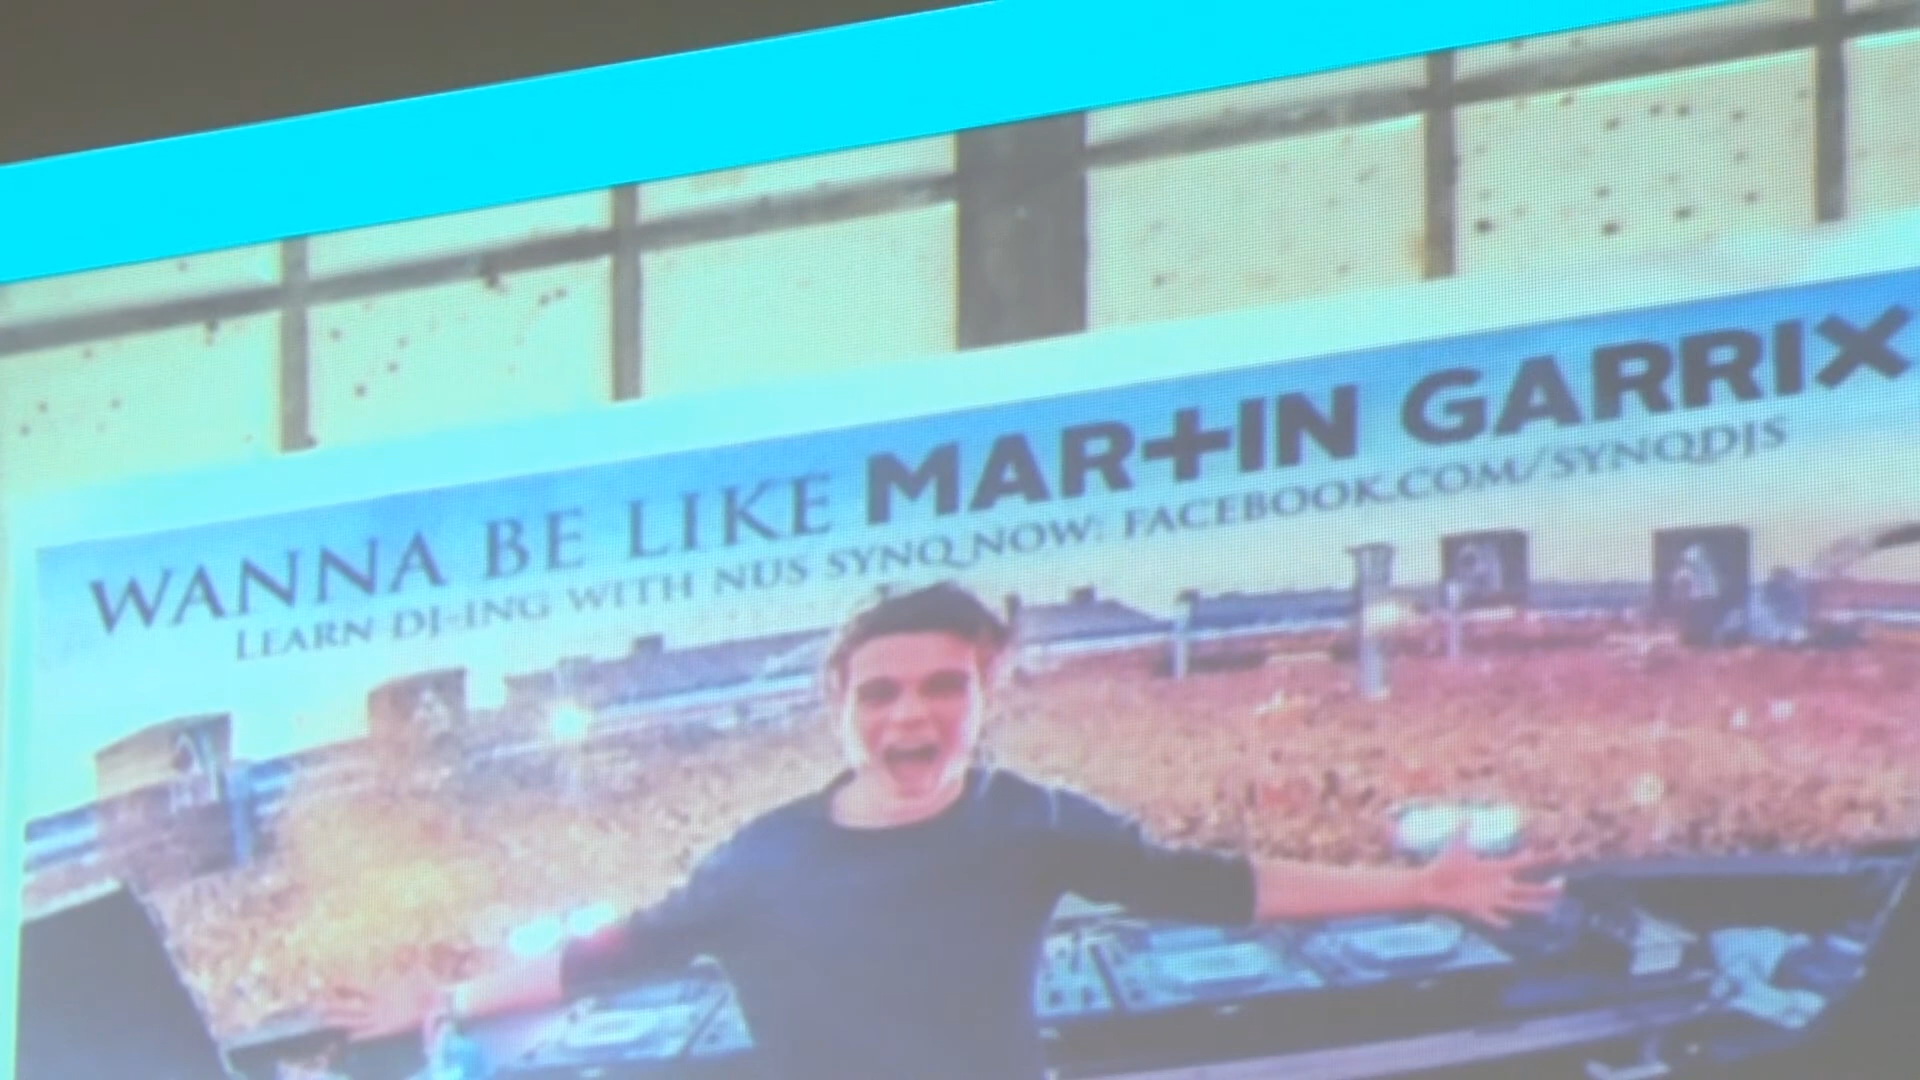 WANNA BE LIKE MAR+IN GARRIX
LEARN DJ-ING WITH NUS SYNQ NOW: FACEBOOK.COM/SYNQDJS